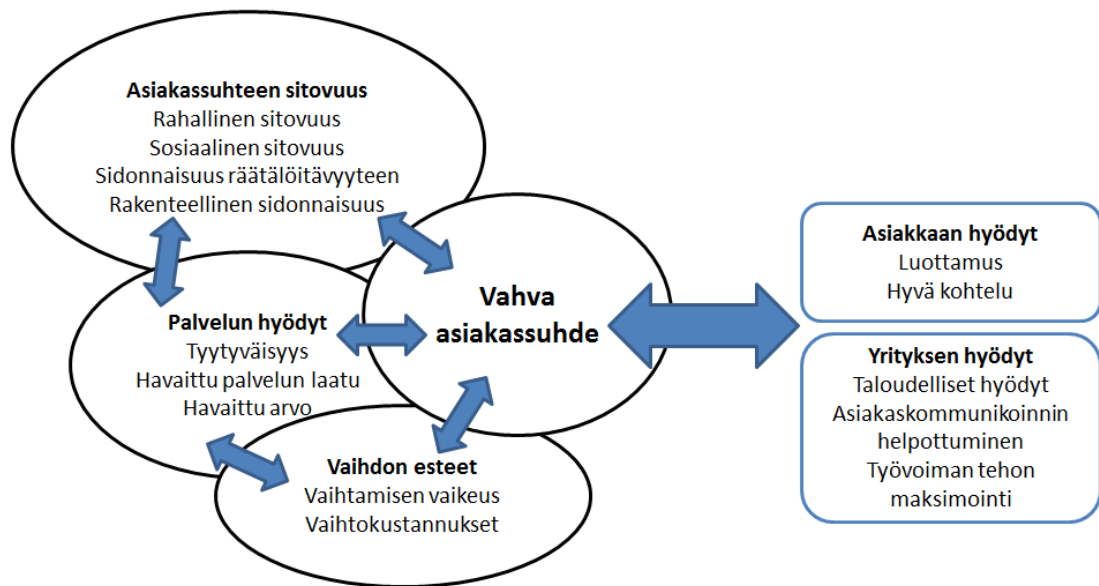 Asiakassuhteen sitovuus
Rahallinen sitovuus
Sosiaalinen sitovuus
Sidonnaisuus räätälöitävyyteen
Rakenteellinen sidonnaisuus
Palvelun hyödyt
Tyytyväisyys
Havaittu palvelun laatu
Havaittu arvo
Vaihdon esteet
Vaihtamisen vaikeus
Vaihtokustannukset
Vahva
asiakassuhde
Asiakkaan hyödyt
Luottamus
Hyvä kohtelu
Yrityksen hyödyt
Taloudelliset hyödyt
Asiakaskommunikoinnin
helpottuminen
Työvoiman tehon
maksimointi